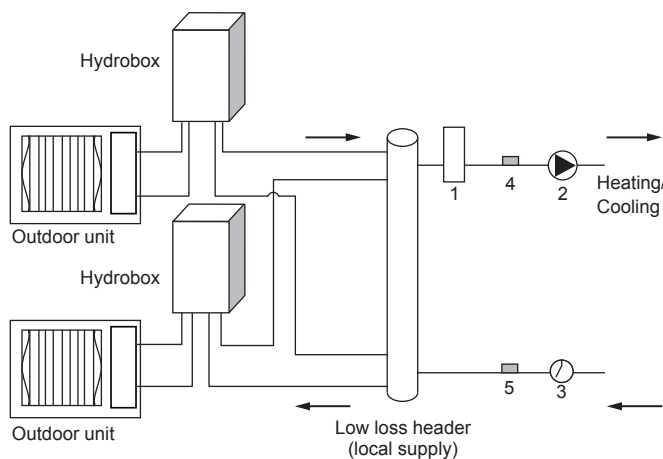 Hydrobox
Outdoor unit
Hydrobox
Outdoor unit
1
4
2
Heating/
Cooling
5
3
Low loss header
(local supply)